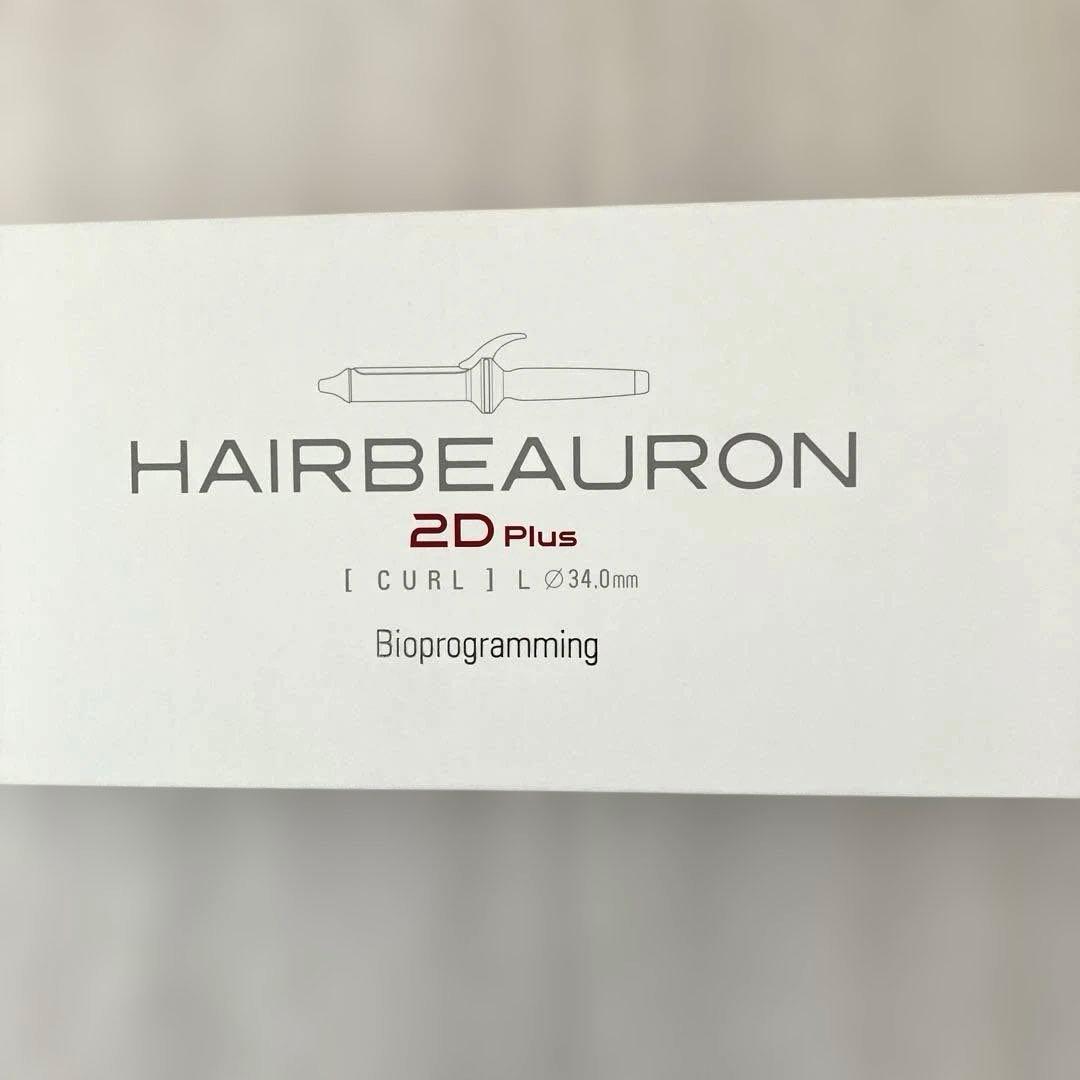 HAIRBEAURON
2D Plus
[ CURL ] L ∅34.0mm
Bioprogramming